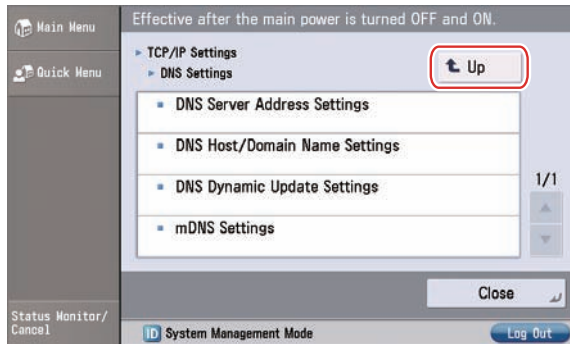 Main Menu
Effective after the main power is turned OFF and ON.
TCP/IP Settings
Up
Quick Menu
DNS Settings
DNS Server Address Settings
DNS Host/Domain Name Settings
1/1
DNS Dynamic Update Settings
mDNS Settings
Close
Status Monitor/
Cancel
ID System Management Mode
Log Out